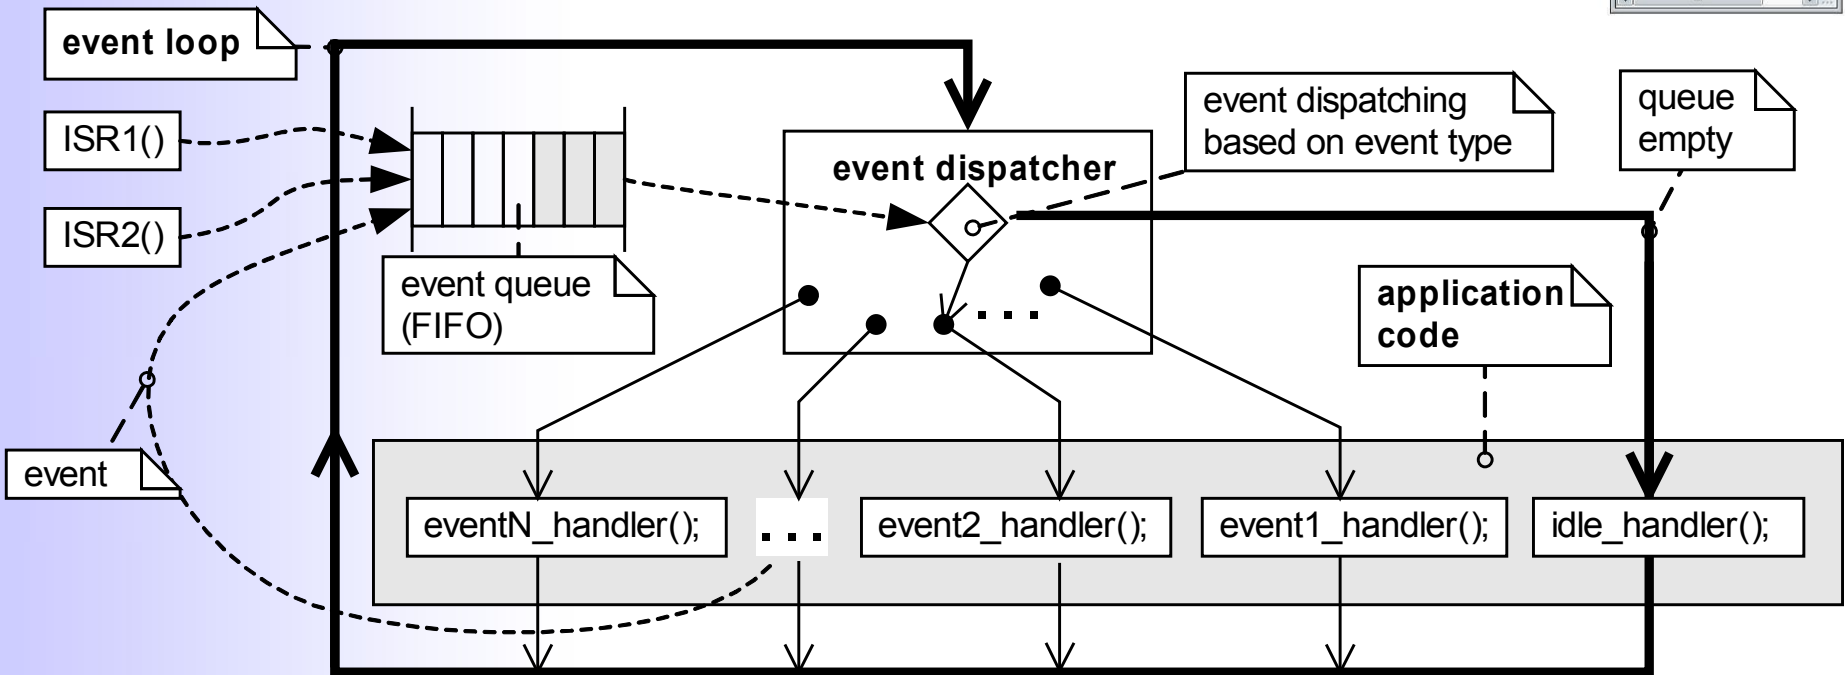 event loop
ISR1()
ISR2()
event queue
(FIFO)
event
event dispatcher
. . .
event dispatching
based on event type
queue
empty
application
code
eventN_handler();
. . .
event2_handler();
event1_handler();
idle_handler();